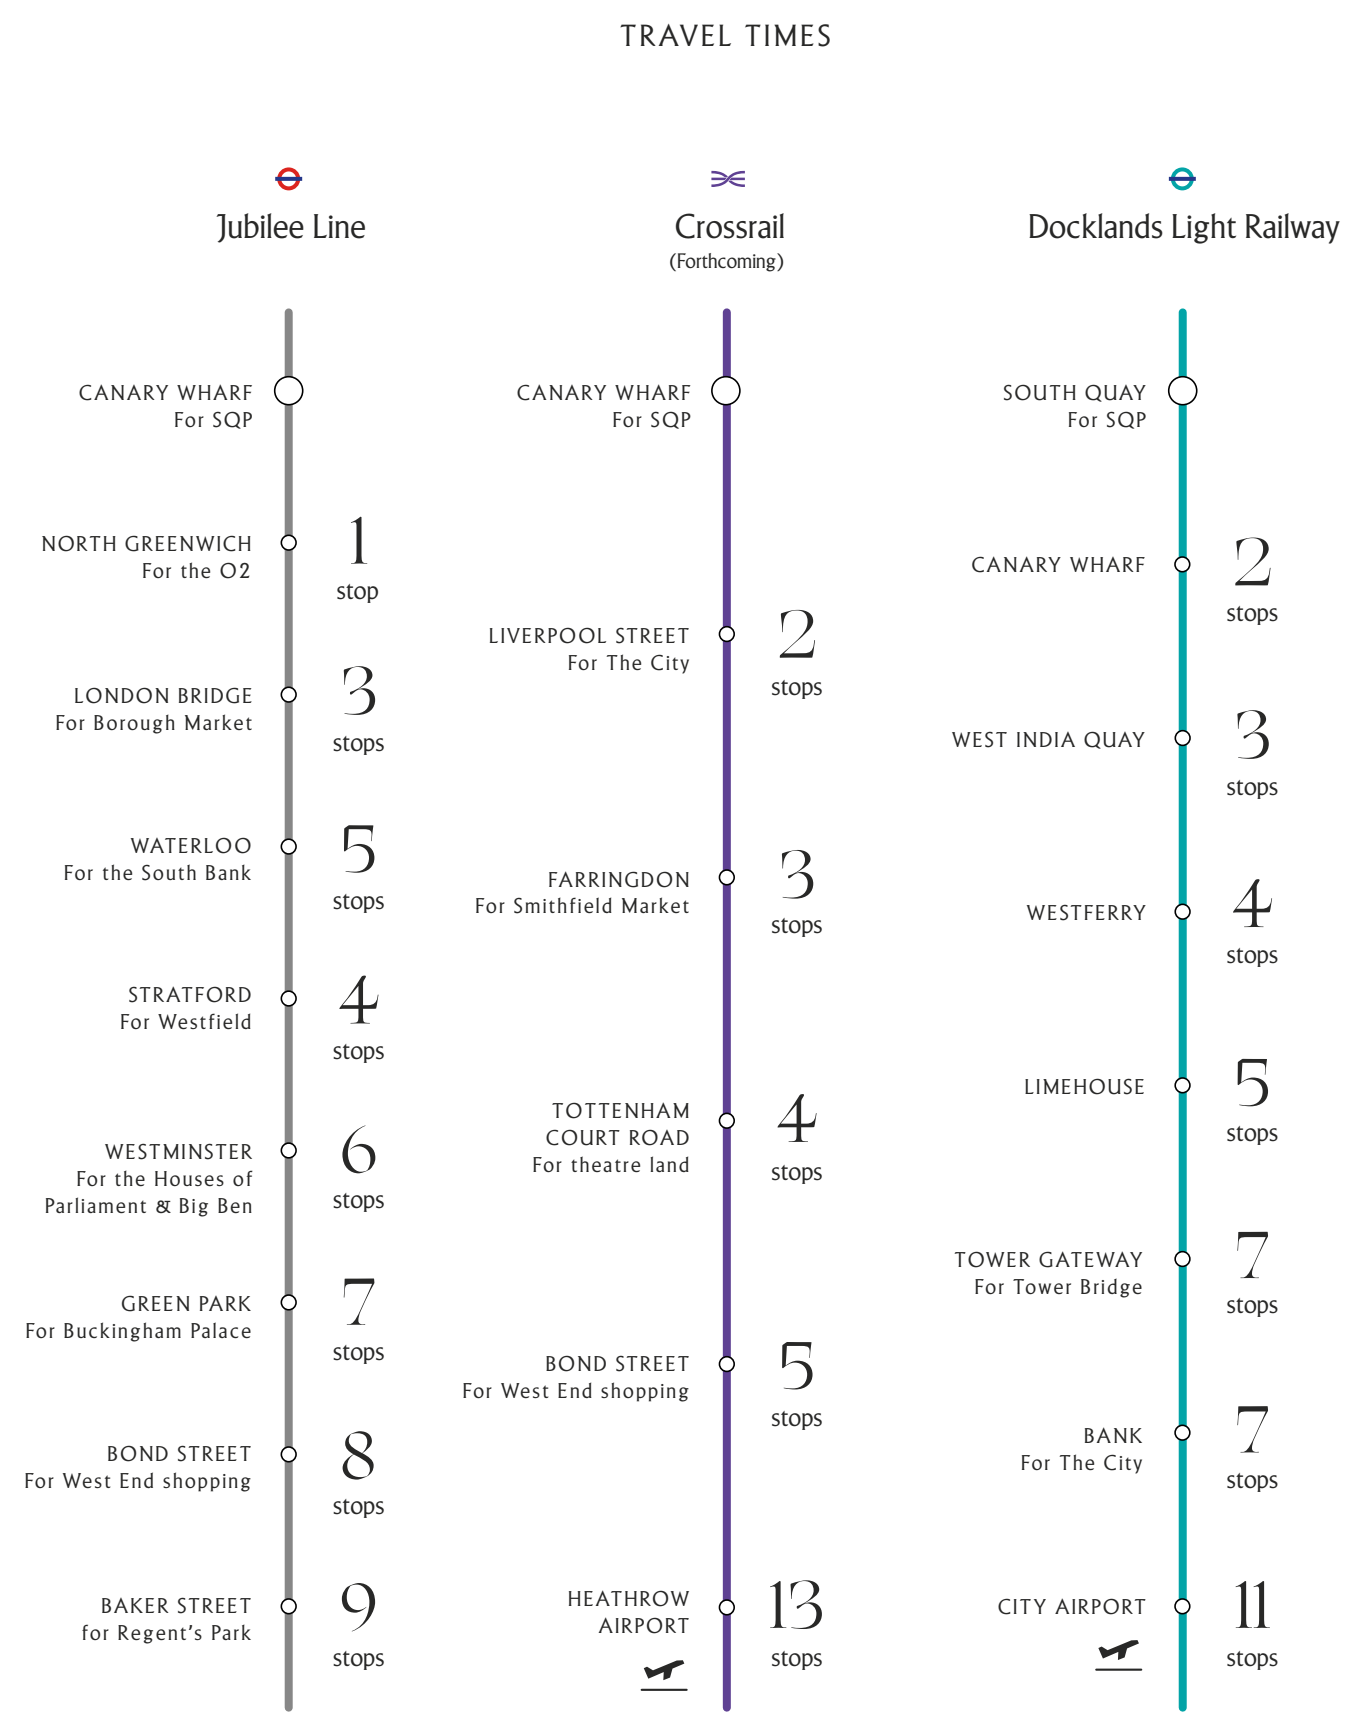 TRAVEL TIMES
Jubilee Line
CANARY WHARF
For SQP
NORTH GREENWICH
For the O2
1
stop
LONDON BRIDGE
For Borough Market
3
stops
WATERLOO
For the South Bank
5
stops
STRATFORD
For Westfield
4
stops
WESTMINSTER
For the Houses of
Parliament & Big Ben
6
stops
GREEN PARK
For Buckingham Palace
7
stops
BOND STREET
For West End shopping
8
stops
BAKER STREET
for Regent's Park
9
stops
Crossrail
(Forthcoming)
CANARY WHARF
For SQP
LIVERPOOL STREET
For The City
2
stops
FARRINGDON
For Smithfield Market
3
stops
TOTTENHAM
COURT ROAD
For theatre land
4
stops
BOND STREET
For West End shopping
5
stops
HEATHROW
AIRPORT
13
stops
Docklands Light Railway
SOUTH QUAY
For SQP
CANARY WHARF
2
stops
WEST INDIA QUAY
3
stops
WESTFERRY
4
stops
LIMEHOUSE
5
stops
TOWER GATEWAY
For Tower Bridge
7
stops
BANK
For The City
7
stops
CITY AIRPORT
11
stops